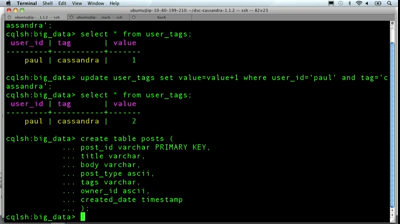 Terminal Shell Edit View Window Help
assandra';
cqlsh:big_data> select * from user_tags;
user_id | tag | value
---------+-----------+-------
paul | cassandra | 1
cqlsh:big_data> update user_tags set value=value+1 where user_id='paul' and tag='c
assandra';
cqlsh:big_data> select * from user_tags;
user_id | tag | value
---------+-----------+-------
paul | cassandra | 2
cqlsh:big_data> create table posts (
... post_id varchar PRIMARY KEY,
... title varchar,
... body varchar,
... post_type ascii,
... tags varchar,
... owner_id ascii,
... created_date timestamp
... );
cqlsh:big_data>